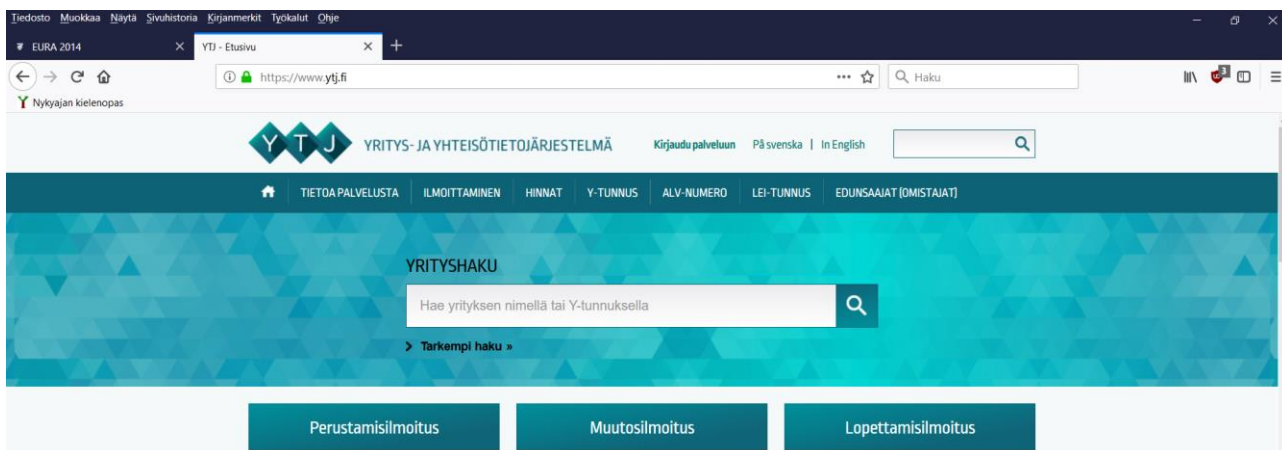 Tiedosto Muokkaa Näytä Sivuhistoria Kirjanmerkit Työkalut Ohje
EURA 2014 YTJ - Etusivu
https://www.ytj.fi Haku 3
Nykyajan kielenopas
YTJ YRITYS- JA YHTEISÖTIETOJÄRJESTELMÄ Kirjaudu palveluun På svenska | In English
TIETOA PALVELUSTA ILMOITTAMINEN HINNAT Y-TUNNUS ALV-NUMERO LEI-TUNNUS EDUNSAAJAT (OMISTAJAT)
YRITYSHAKU
Hae yrityksen nimellä tai Y-tunnuksella
Tarkempi haku »
Perustamisilmoitus Muutosilmoitus Lopettamisilmoitus